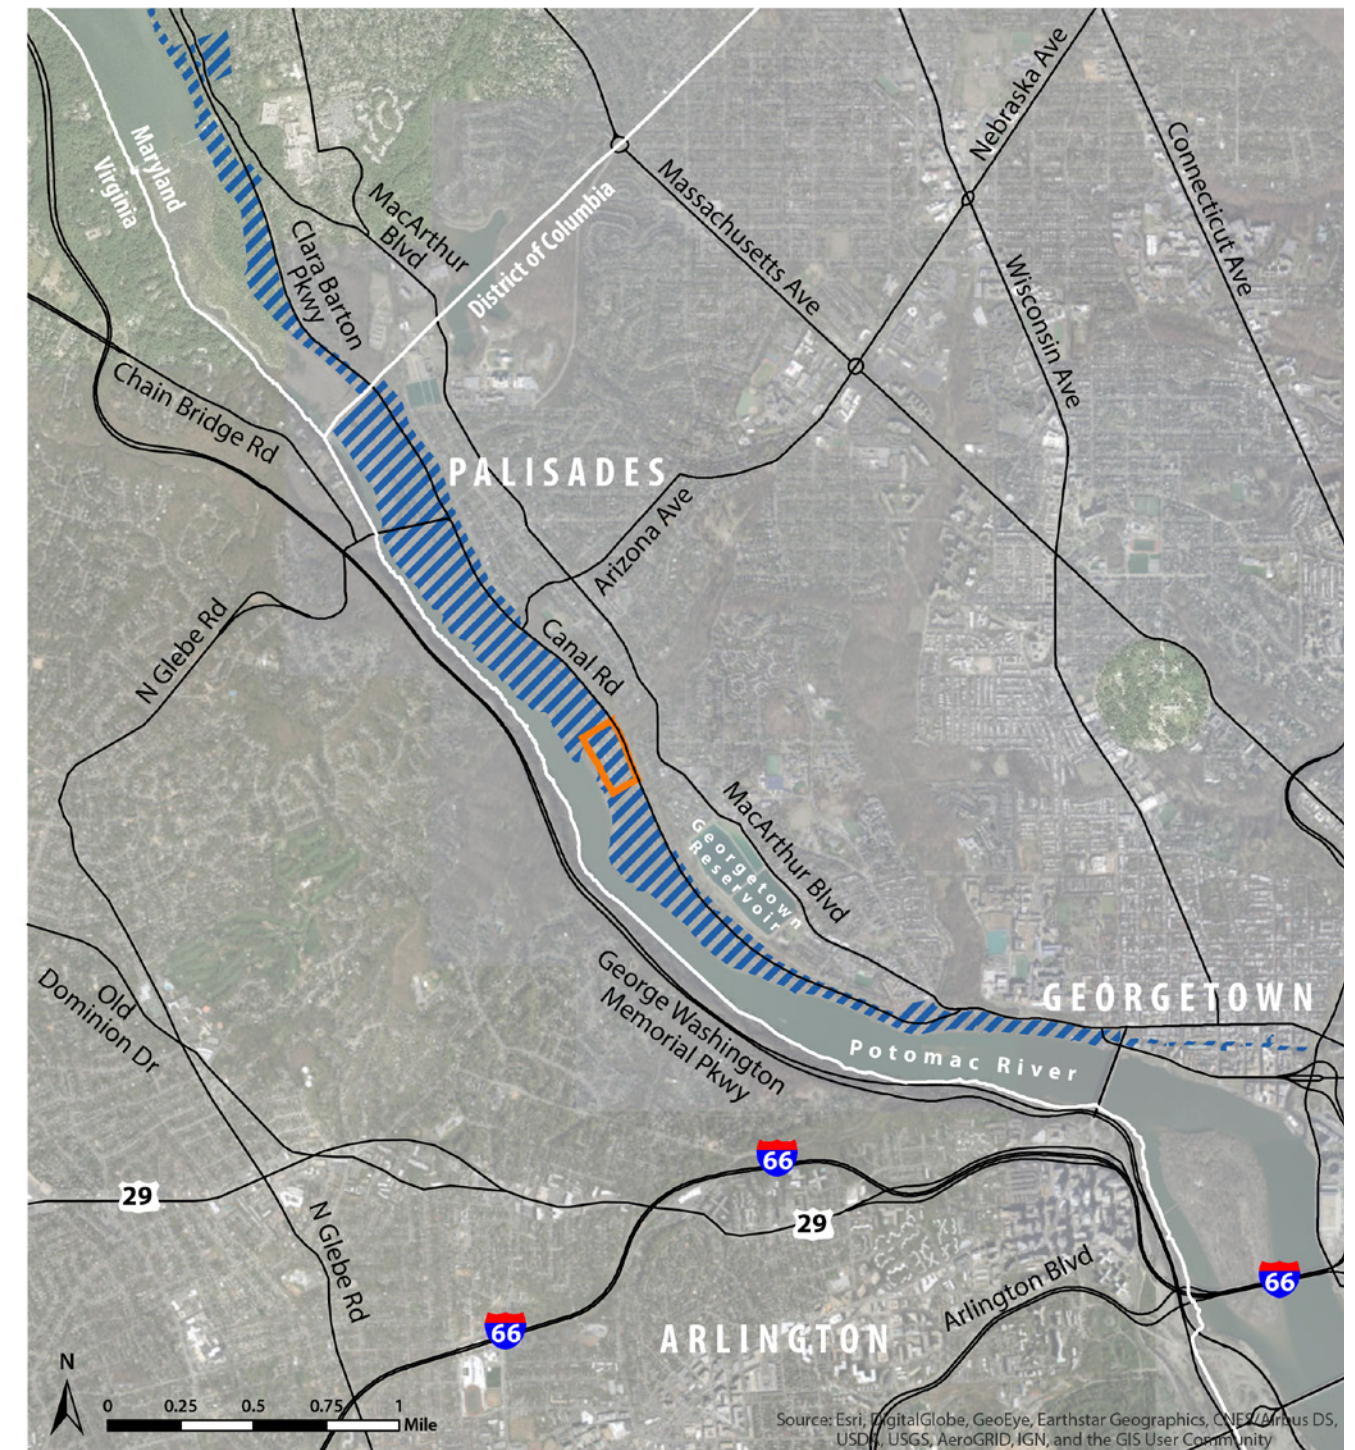 Nebraska Ave
Connecticut Ave
Maryland
Virginia
Massachusetts Ave
MacArthur
Blvd
District of Columbia
Clara Barton
Pkwy
Wisconsin Ave
Chain Bridge Rd
PALISADES
Arizona Ave
N Glebe Rd
Canal Rd
MacArthur Blvd
Georgetown
Reservoir
George Washington
Memorial Pkwy
Old
Dominion Dr
GEORGETOWN
Potomac River
66
29
29
N Glebe Rd
Arlington Blvd
66
66
ARLINGTON
N
0 0.25 0.5 0.75 1
Mile
Source: Esri, DigitalGlobe, GeoEye, Earthstar Geographics, CNES/Airbus DS,
USDA, USGS, AeroGRID, IGN, and the GIS User Community